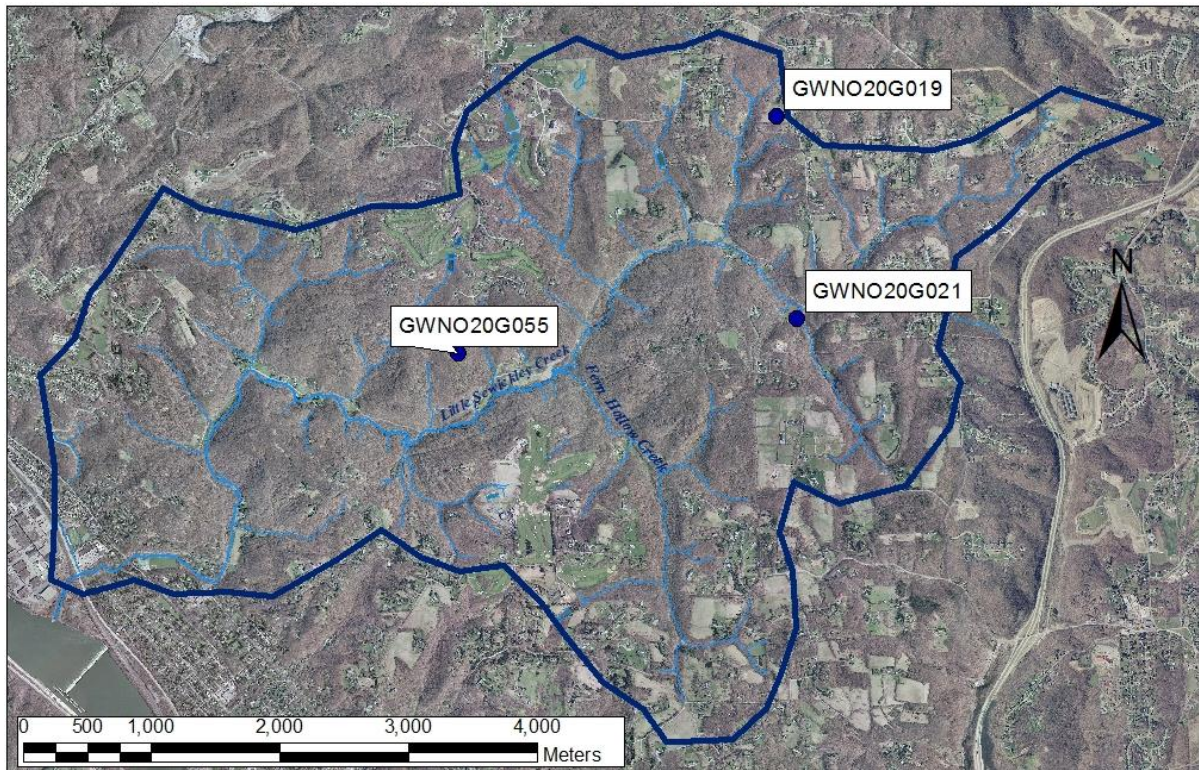 GWNO20G019
N
GWNO20G021
GWNO20G055
Little Sewickley Creek
Fern Hollow Creek
0 500 1,000 2,000 3,000 4,000
Meters